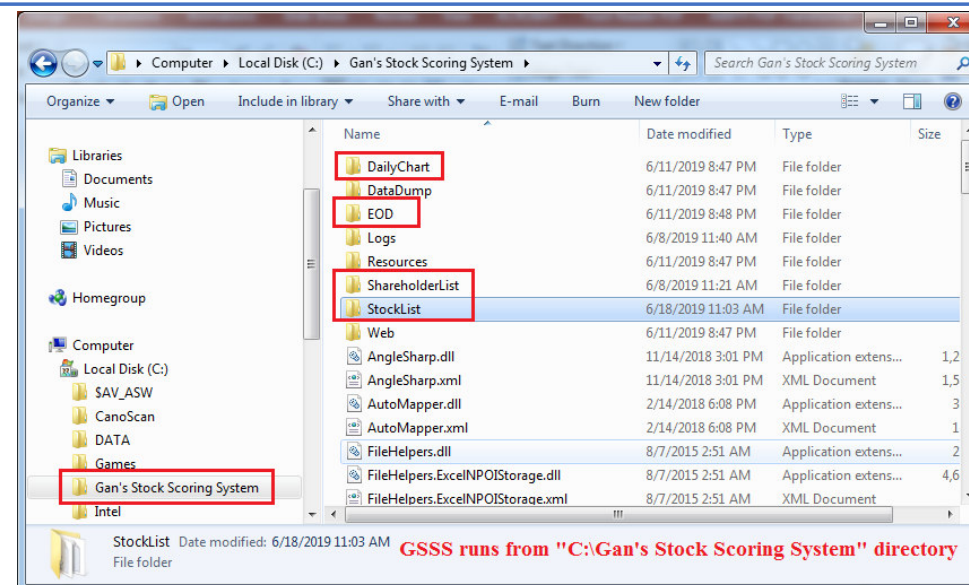 Computer ▸ Local Disk (C:) ▸ Gan's Stock Scoring System ▸
Search Gan's Stock Scoring System
Organize Open Include in library Share with E-mail Burn New folder
Libraries
Documents
Music
Pictures
Videos
Homegroup
Computer
Local Disk (C:)
$AV_ASW
CanoScan
DATA
Games
Gan's Stock Scoring System
Intel
Name Date modified Type Size
DailyChart 6/11/2019 8:47 PM File folder
DataDump 6/11/2019 8:47 PM File folder
EOD 6/11/2019 8:48 PM File folder
Logs 6/8/2019 11:40 AM File folder
Resources 6/11/2019 8:47 PM File folder
ShareholderList 6/8/2019 11:21 AM File folder
StockList 6/18/2019 11:03 AM File folder
Web 6/11/2019 8:47 PM File folder
AngleSharp.dll 11/14/2018 3:01 PM Application extens... 1,2
AngleSharp.xml 11/14/2018 3:01 PM XML Document 1,5
AutoMapper.dll 2/14/2018 6:08 PM Application extens... 3
AutoMapper.xml 2/14/2018 6:08 PM XML Document 1
FileHelpers.dll 8/7/2015 2:51 AM Application extens... 2
FileHelpers.ExcelNPOIStorage.dll 8/7/2015 2:51 AM Application extens... 4,6
FileHelpers.ExcelNPOIStorage.xml 8/7/2015 2:51 AM XML Document
StockList Date modified: 6/18/2019 11:03 AM
File folder
GSSS runs from "C:\Gan's Stock Scoring System" directory